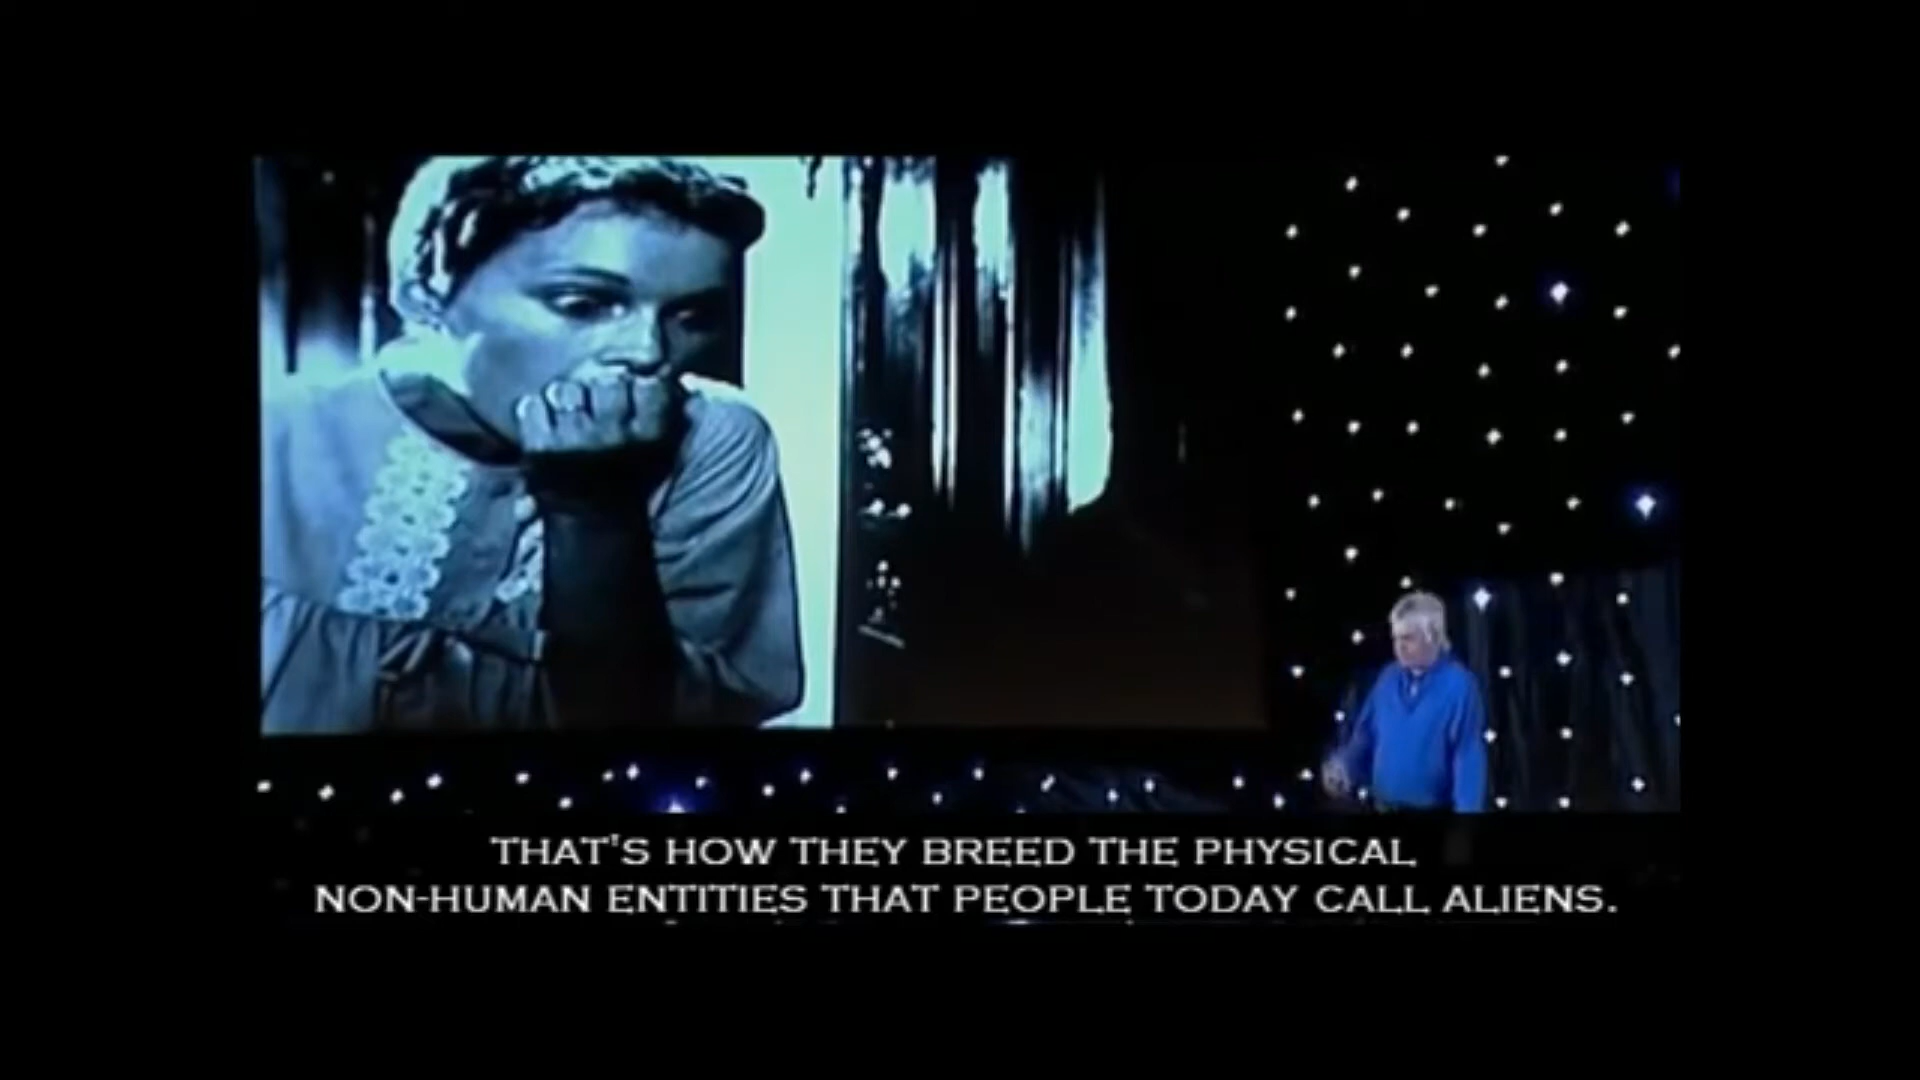 THAT'S HOW THEY BREED THE PHYSICAL
NON-HUMAN ENTITIES THAT PEOPLE TODAY CALL ALIENS.